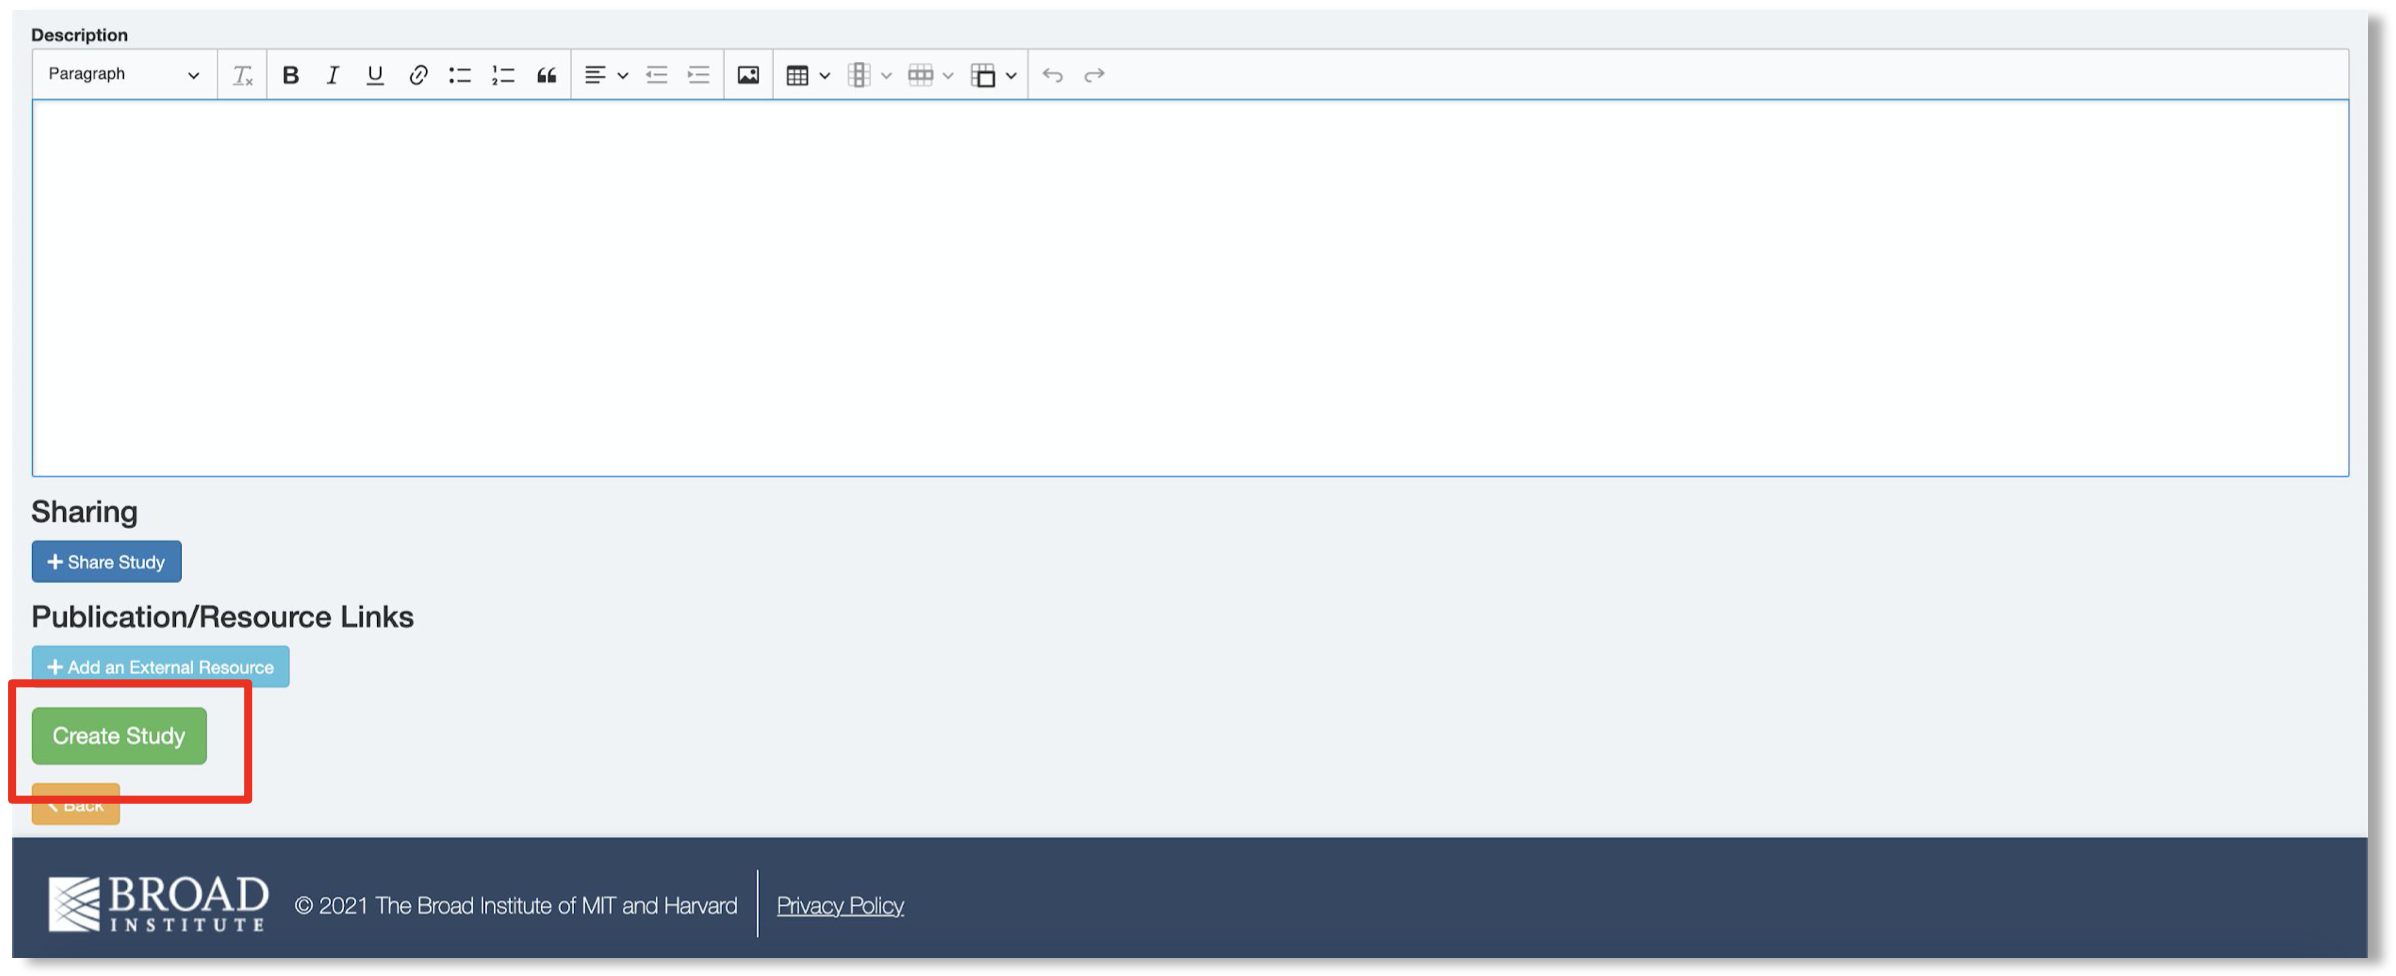 Description
Paragraph
Sharing
+ Share Study
Publication/Resource Links
+ Add an External Resource
Create Study
< Back
BROAD
INSTITUTE
© 2021 The Broad Institute of MIT and Harvard
Privacy Policy